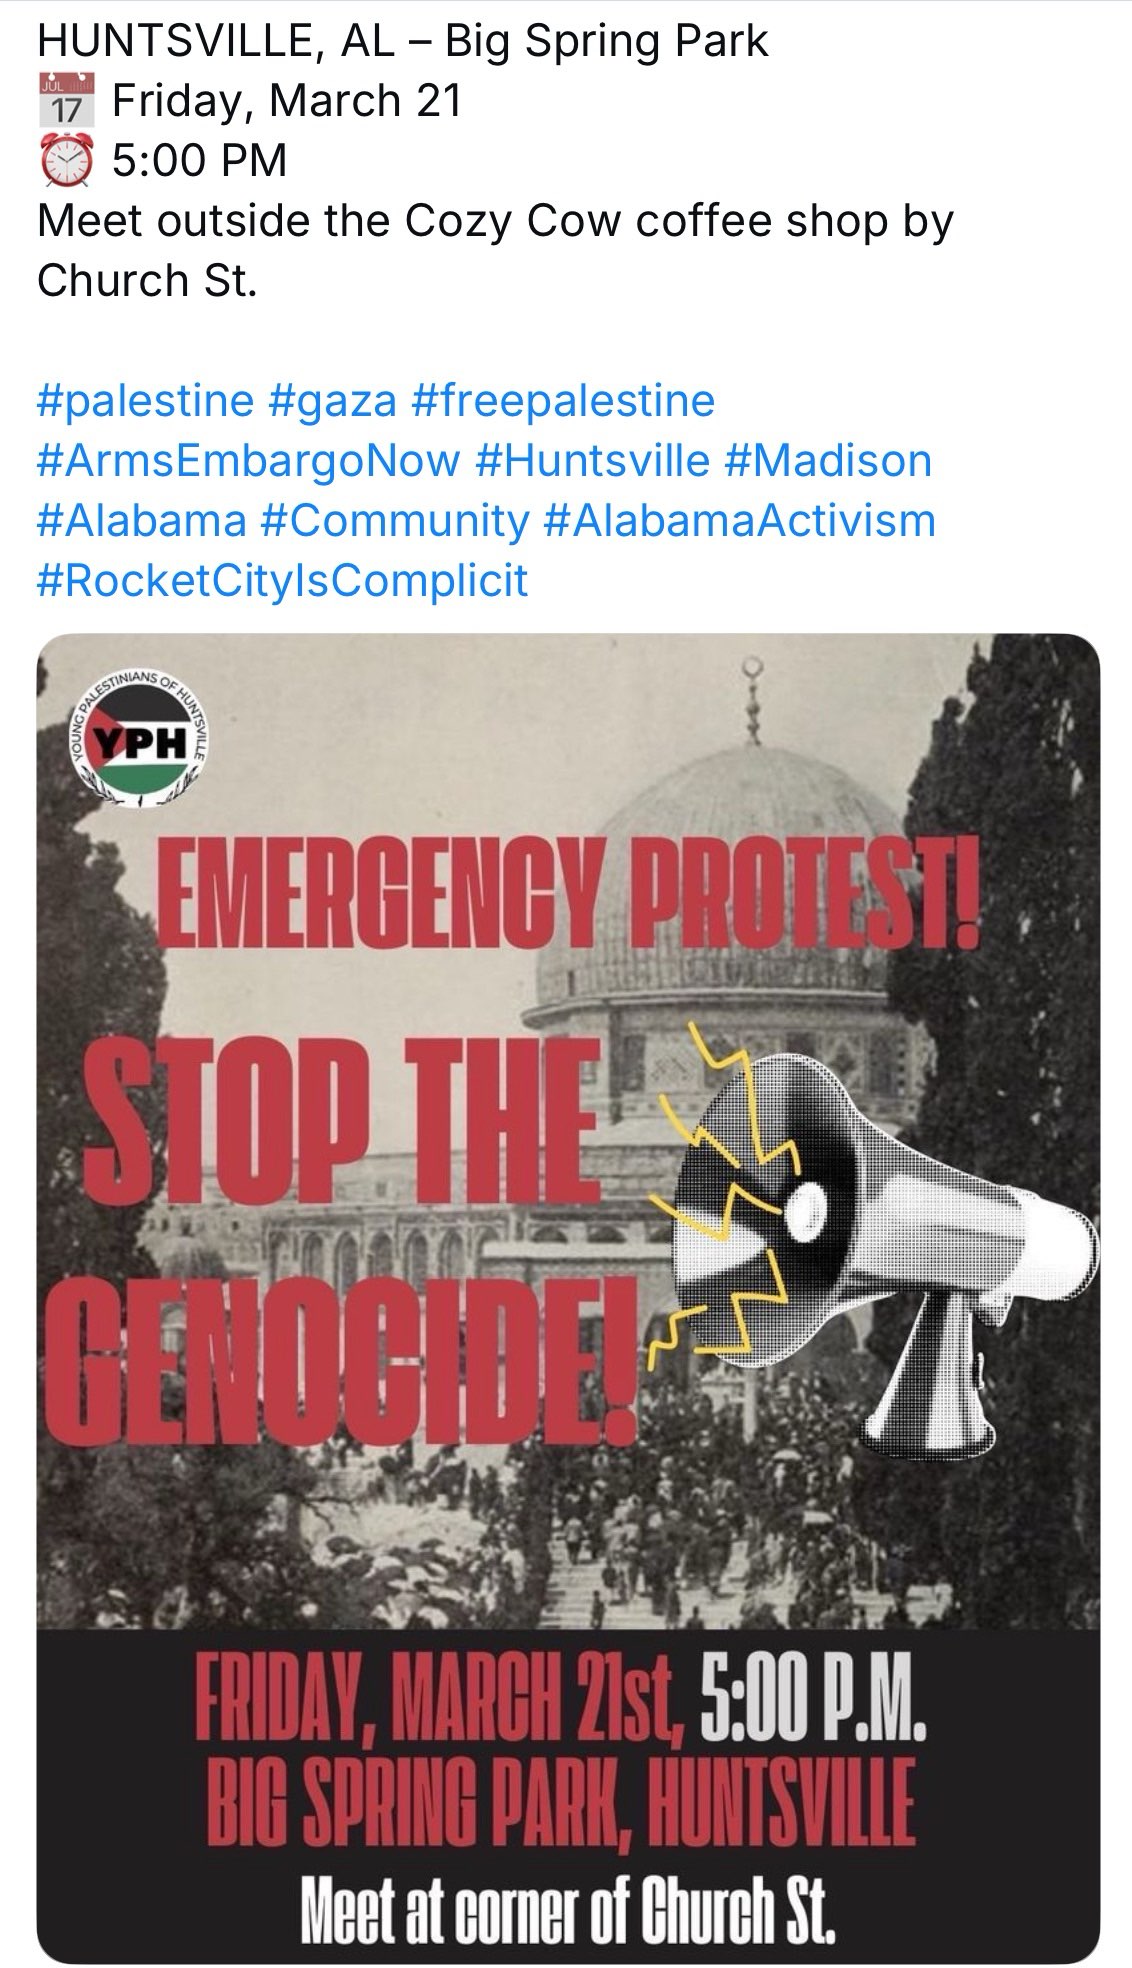 HUNTSVILLE, AL – Big Spring Park
JUL
17 Friday, March 21
5:00 PM
Meet outside the Cozy Cow coffee shop by
Church St.
#palestine #gaza #freepalestine
#ArmsEmbargoNow #Huntsville #Madison
#Alabama #Community #AlabamaActivism
#RocketCityIsComplicit
YOUNG PALESTINIANS OF HUNTSVILLE
YPH
EMERGENCY PROTEST!
STOP THE
GENOCIDE!
FRIDAY, MARCH 21st, 5:00 P.M.
BIG SPRING PARK, HUNTSVILLE
Meet at corner of Church St.